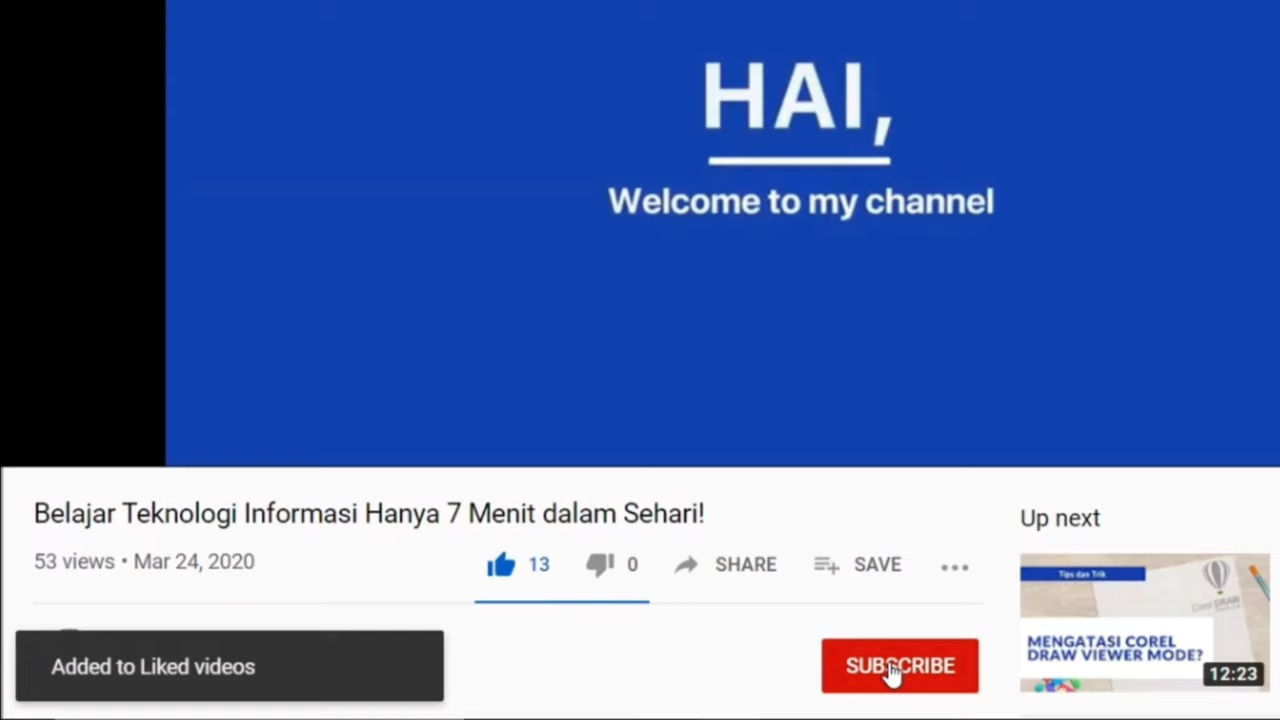 HAI,
Welcome to my channel
Belajar Teknologi Informasi Hanya 7 Menit dalam Sehari!
53 views • Mar 24, 2020
13
0
SHARE
SAVE
Added to Liked videos
SUBSCRIBE
Up next
Tips dan Trik
Corel DRAW
MENGATASI COREL
DRAW VIEWER MODE?
12:23